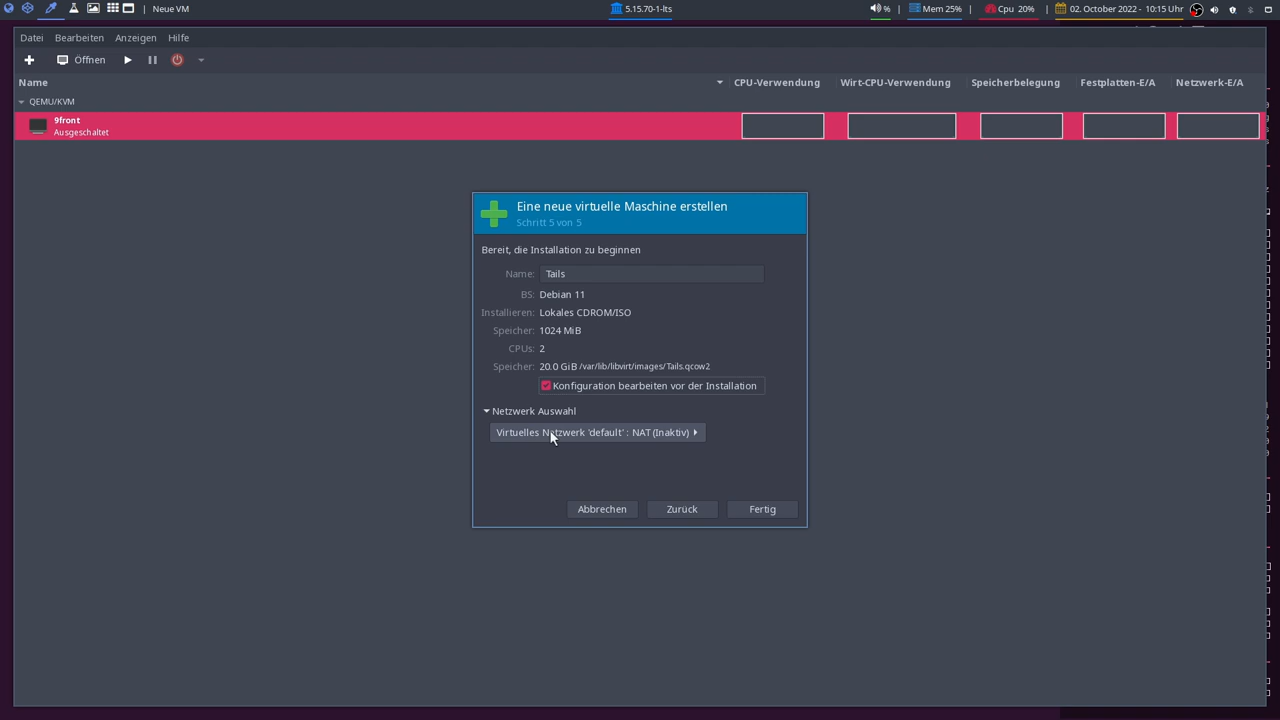 Neue VM
5.15.70-1-lts
% | Mem 25% | Cpu 20% | 02. October 2022 - 10:15 Uhr
Datei Bearbeiten Anzeigen Hilfe
Öffnen
Name CPU-Verwendung Wirt-CPU-Verwendung Speicherbelegung Festplatten-E/A Netzwerk-E/A
QEMU/KVM
9front
Ausgeschaltet
Eine neue virtuelle Maschine erstellen
Schritt 5 von 5
Bereit, die Installation zu beginnen
Name: Tails
BS: Debian 11
Installieren: Lokales CDROM/ISO
Speicher: 1024 MiB
CPUs: 2
Speicher: 20.0 GiB /var/lib/libvirt/images/Tails.qcow2
Konfiguration bearbeiten vor der Installation
Netzwerk Auswahl
Virtuelles Netzwerk 'default' : NAT (Inaktiv)
Abbrechen Zurück Fertig